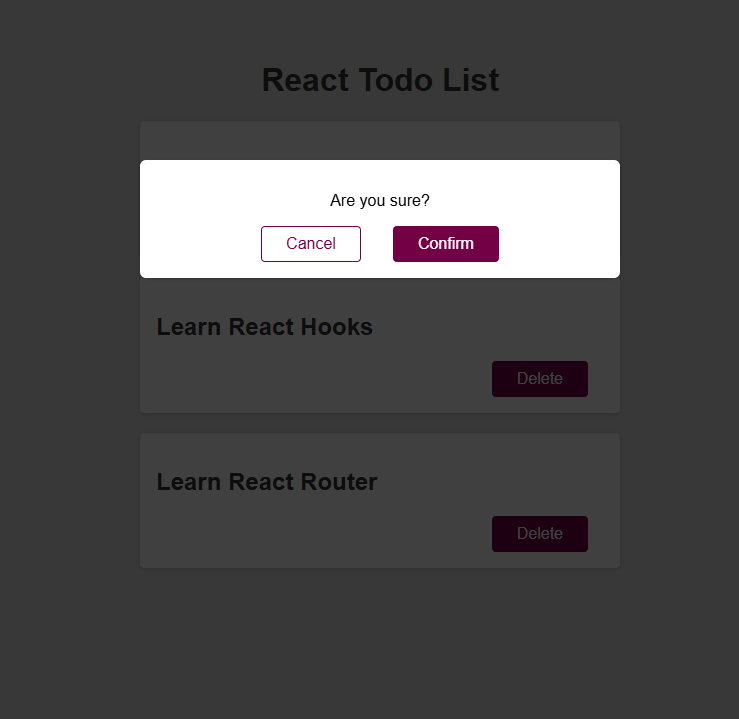 React Todo List
Are you sure?
Cancel Confirm
Learn React Hooks
Delete
Learn React Router
Delete